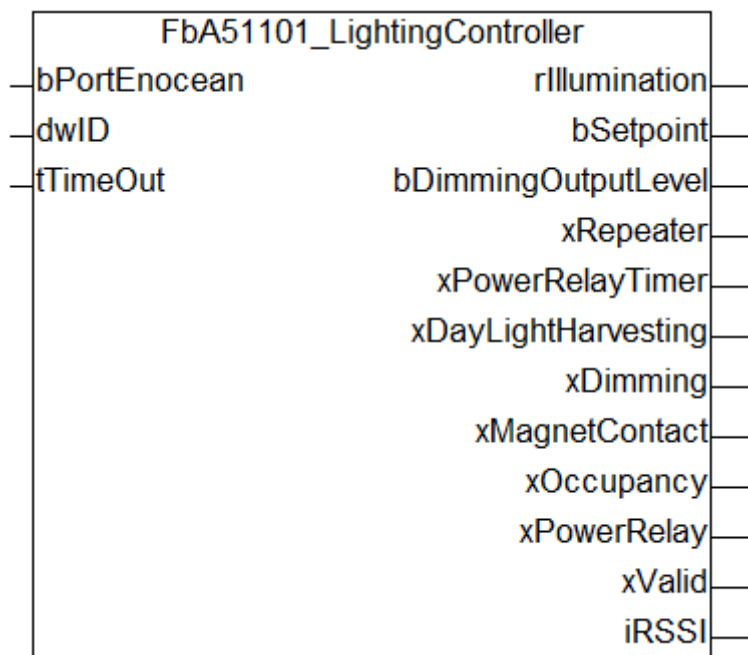 FbA51101_LightingController
bPortEnocean rIllumination
dwID bSetpoint
tTimeOut bDimmingOutputLevel
xRepeater
xPowerRelayTimer
xDayLightHarvesting
xDimming
xMagnetContact
xOccupancy
xPowerRelay
xValid
iRSSI